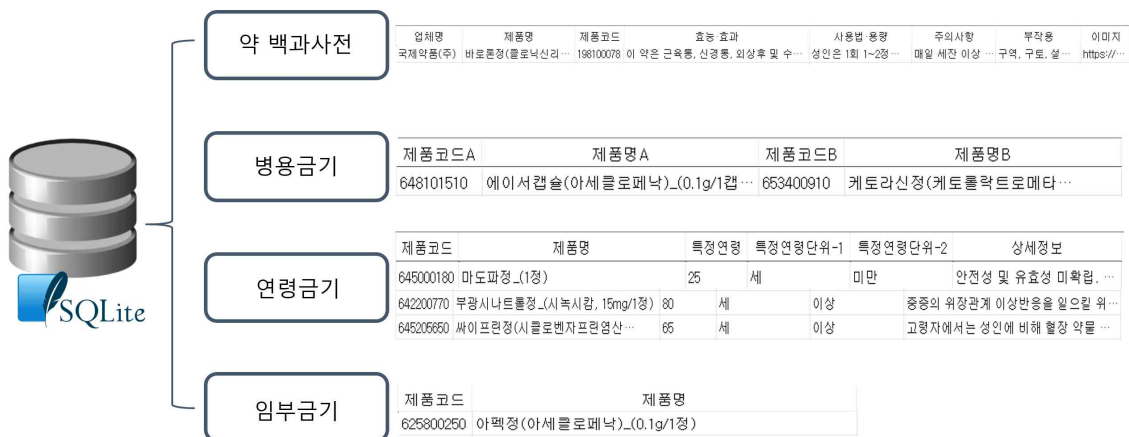 약 백과사전
업체명 제품명 제품코드 효능·효과 사용법·용량 주의사항 부작용 이미지
국제약품(주) 바로론정(클로닉신리… 198100078 이 약은 근육통, 신경통, 외상후 및 수… 성인은 1회 1~2정… 매일 세잔 이상 … 구역, 구토, 설… https://…
병용금기
제품코드A 제품명A 제품코드B 제품명B
648101510 에이서캡슐(아세클로페낙)_(0.1g/1캡… 653400910 케토라신정(케토롤락트로메타…
SQLite
연령금기
제품코드 제품명 특정연령 특정연령단위-1 특정연령단위-2 상세정보
645000180 마도파정_(1정) 25 세 미만 안전성 및 유효성 미확립. …
642200770 부광시나트롤정_(시녹시캄, 15mg/1정) 80 세 이상 중증의 위장관계 이상반응을 일으킬 위…
645205650 싸이프린정(시클로벤자프린염산… 65 세 이상 고령자에서는 성인에 비해 혈장 약물 …
임부금기
제품코드 제품명
625800250 아펙정(아세클로페낙)_(0.1g/1정)